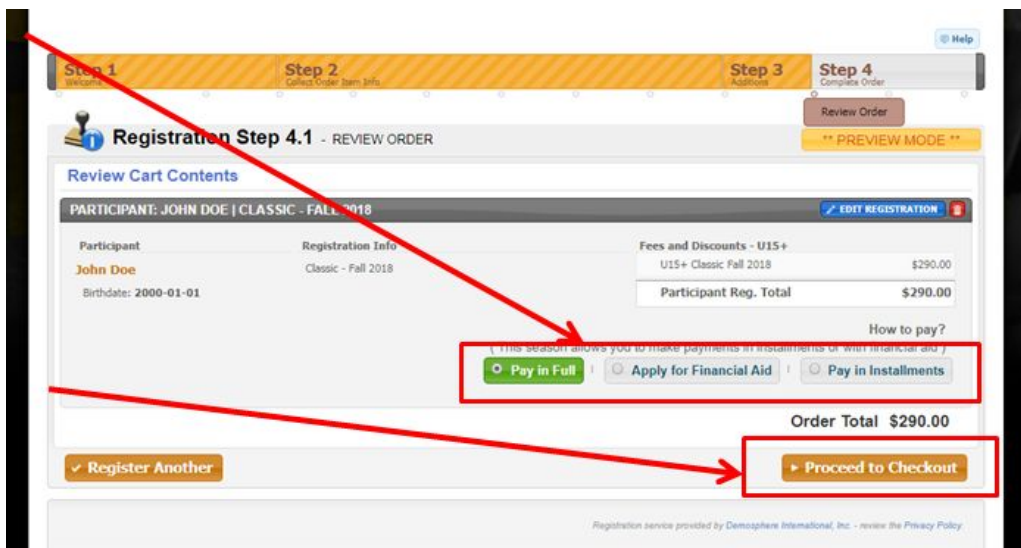 Help
Step 1 Step 2 Step 3 Step 4
Welcome Collect Order Item Info Additions Complete Order
Review Order
Registration Step 4.1 - REVIEW ORDER
** PREVIEW MODE **
Review Cart Contents
PARTICIPANT: JOHN DOE | CLASSIC - FALL 2018 EDIT REGISTRATION
Participant Registration Info Fees and Discounts - U15+
John Doe Classic - Fall 2018 U15+ Classic Fall 2018 $290.00
Birthdate: 2000-01-01 Participant Reg. Total $290.00
How to pay?
( This season allows you to make payments in installments or with financial aid )
Pay in Full Apply for Financial Aid Pay in Installments
Order Total $290.00
Register Another Proceed to Checkout
Registration service provided by Demosphere International, Inc. - review the Privacy Policy.